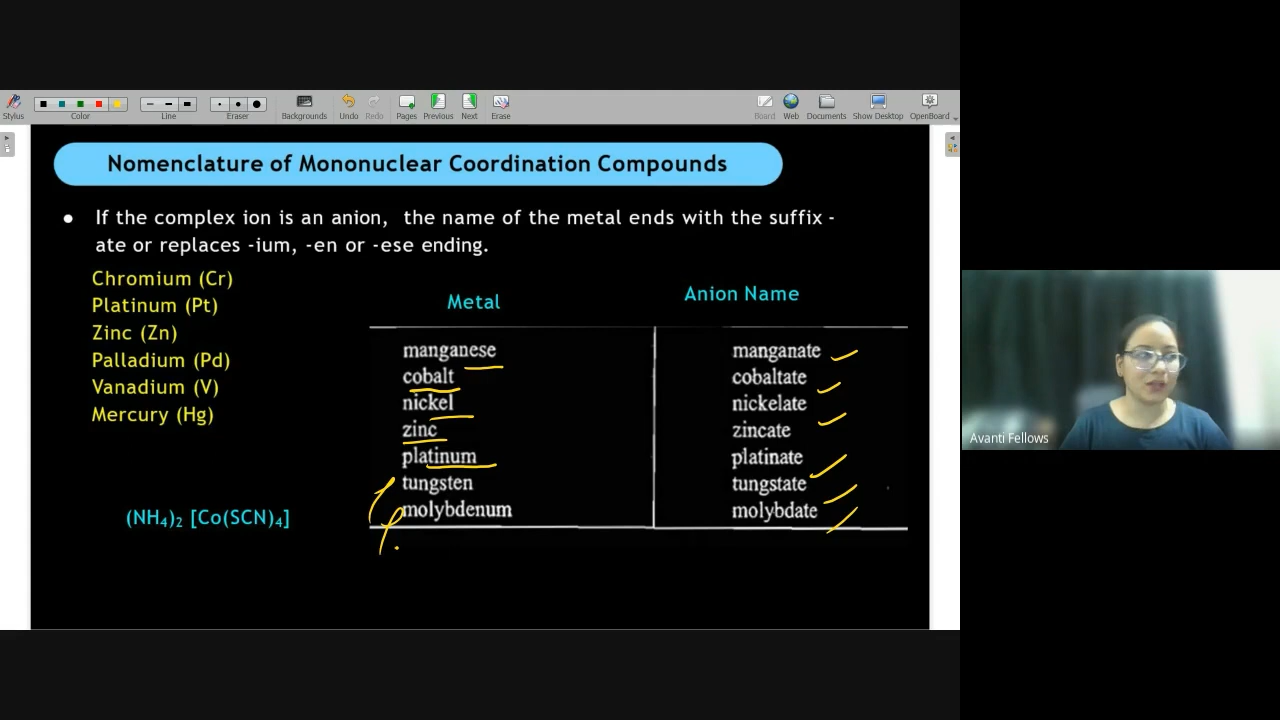 Stylus
Color
Line
Eraser
Backgrounds
Undo
Redo
Pages
Previous
Next
Erase
Board
Web
Documents
Show Desktop
OpenBoard
Nomenclature of Mononuclear Coordination Compounds
● If the complex ion is an anion, the name of the metal ends with the suffix -
ate or replaces -ium, -en or -ese ending.
Chromium (Cr)
Platinum (Pt)
Zinc (Zn)
Palladium (Pd)
Vanadium (V)
Mercury (Hg)
(NH₄)₂ [Co(SCN)₄]
Metal Anion Name
manganese manganate
cobalt cobaltate
nickel nickelate
zinc zincate
platinum platinate
tungsten tungstate
molybdenum molybdate
Avanti Fellows